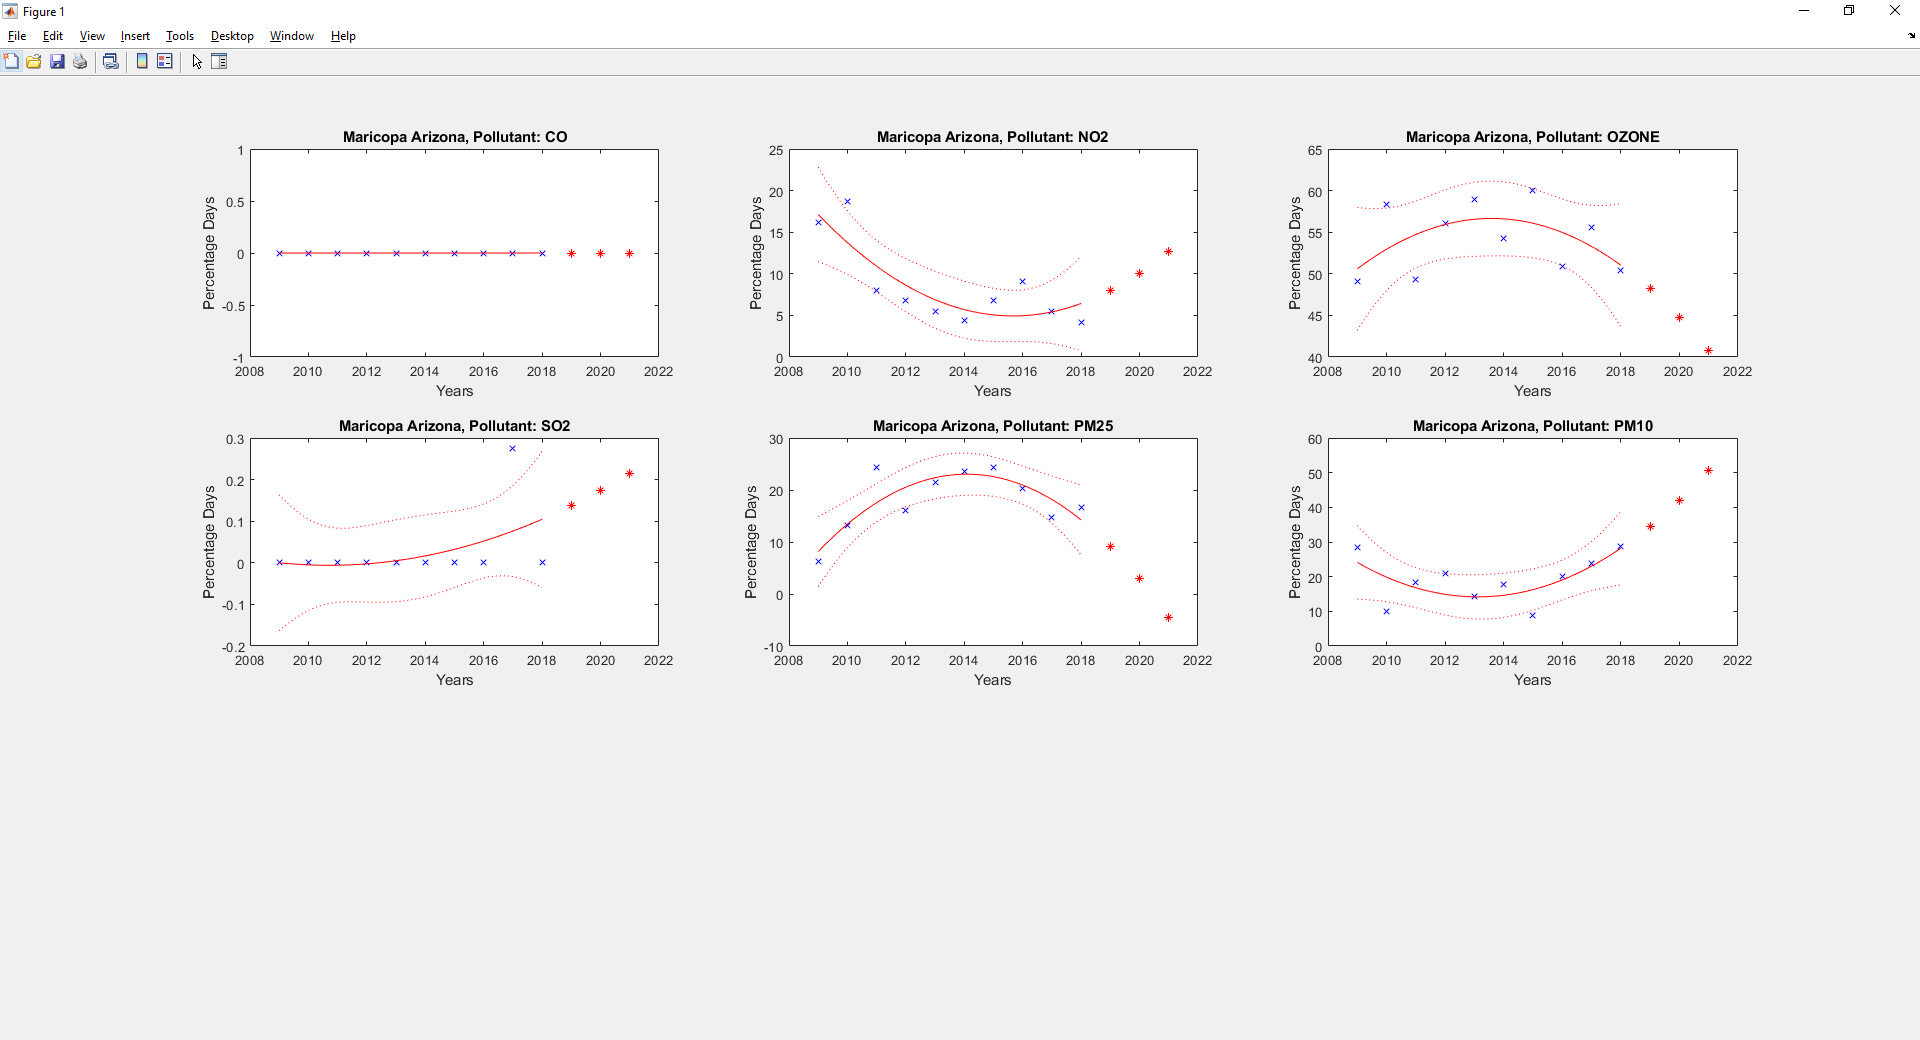 Figure 1
File Edit View Insert Tools Desktop Window Help
Maricopa Arizona, Pollutant: CO
1
0.5
0
-0.5
-1
Percentage Days
2008 2010 2012 2014 2016 2018 2020 2022
Years
Maricopa Arizona, Pollutant: NO2
25
20
15
10
5
0
Percentage Days
2008 2010 2012 2014 2016 2018 2020 2022
Years
Maricopa Arizona, Pollutant: OZONE
65
60
55
50
45
40
Percentage Days
2008 2010 2012 2014 2016 2018 2020 2022
Years
Maricopa Arizona, Pollutant: SO2
0.3
0.2
0.1
0
-0.1
-0.2
Percentage Days
2008 2010 2012 2014 2016 2018 2020 2022
Years
Maricopa Arizona, Pollutant: PM25
30
20
10
0
-10
Percentage Days
2008 2010 2012 2014 2016 2018 2020 2022
Years
Maricopa Arizona, Pollutant: PM10
60
50
40
30
20
10
0
Percentage Days
2008 2010 2012 2014 2016 2018 2020 2022
Years